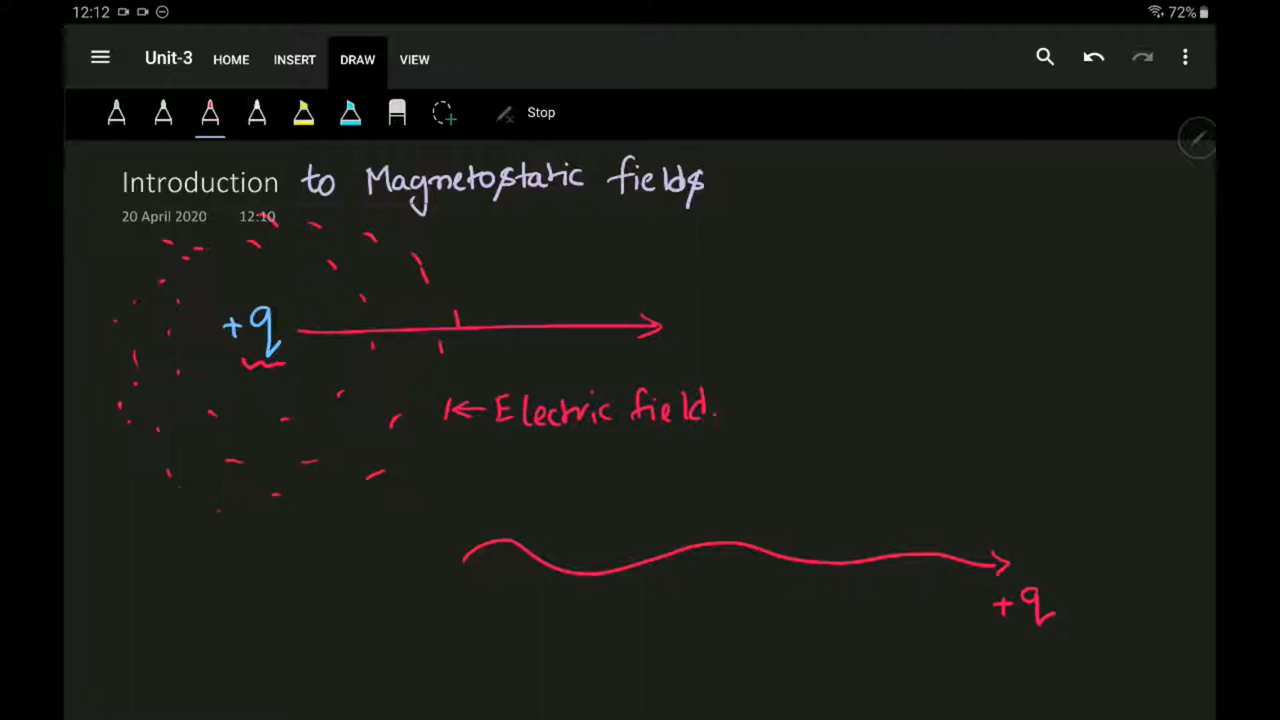 12:12
72%
Unit-3 HOME INSERT DRAW VIEW
Stop
Introduction to Magnetostatic fields
20 April 2020 12:10
+q
Electric field.
+q